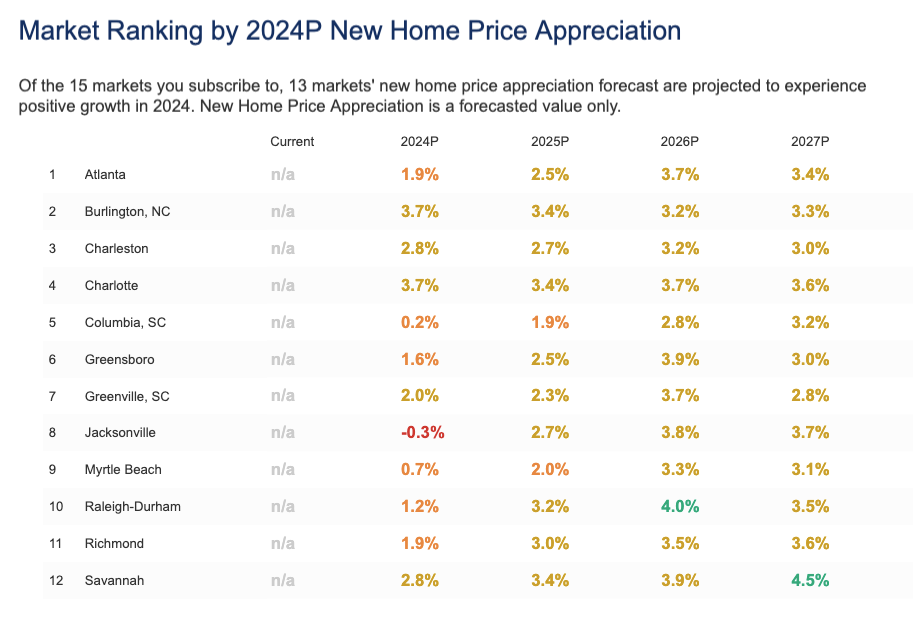 Market Ranking by 2024P New Home Price Appreciation
Of the 15 markets you subscribe to, 13 markets' new home price appreciation forecast are projected to experience
positive growth in 2024. New Home Price Appreciation is a forecasted value only.
Current 2024P 2025P 2026P 2027P
1 Atlanta n/a 1.9% 2.5% 3.7% 3.4%
2 Burlington, NC n/a 3.7% 3.4% 3.2% 3.3%
3 Charleston n/a 2.8% 2.7% 3.2% 3.0%
4 Charlotte n/a 3.7% 3.4% 3.7% 3.6%
5 Columbia, SC n/a 0.2% 1.9% 2.8% 3.2%
6 Greensboro n/a 1.6% 2.5% 3.9% 3.0%
7 Greenville, SC n/a 2.0% 2.3% 3.7% 2.8%
8 Jacksonville n/a -0.3% 2.7% 3.8% 3.7%
9 Myrtle Beach n/a 0.7% 2.0% 3.3% 3.1%
10 Raleigh-Durham n/a 1.2% 3.2% 4.0% 3.5%
11 Richmond n/a 1.9% 3.0% 3.5% 3.6%
12 Savannah n/a 2.8% 3.4% 3.9% 4.5%